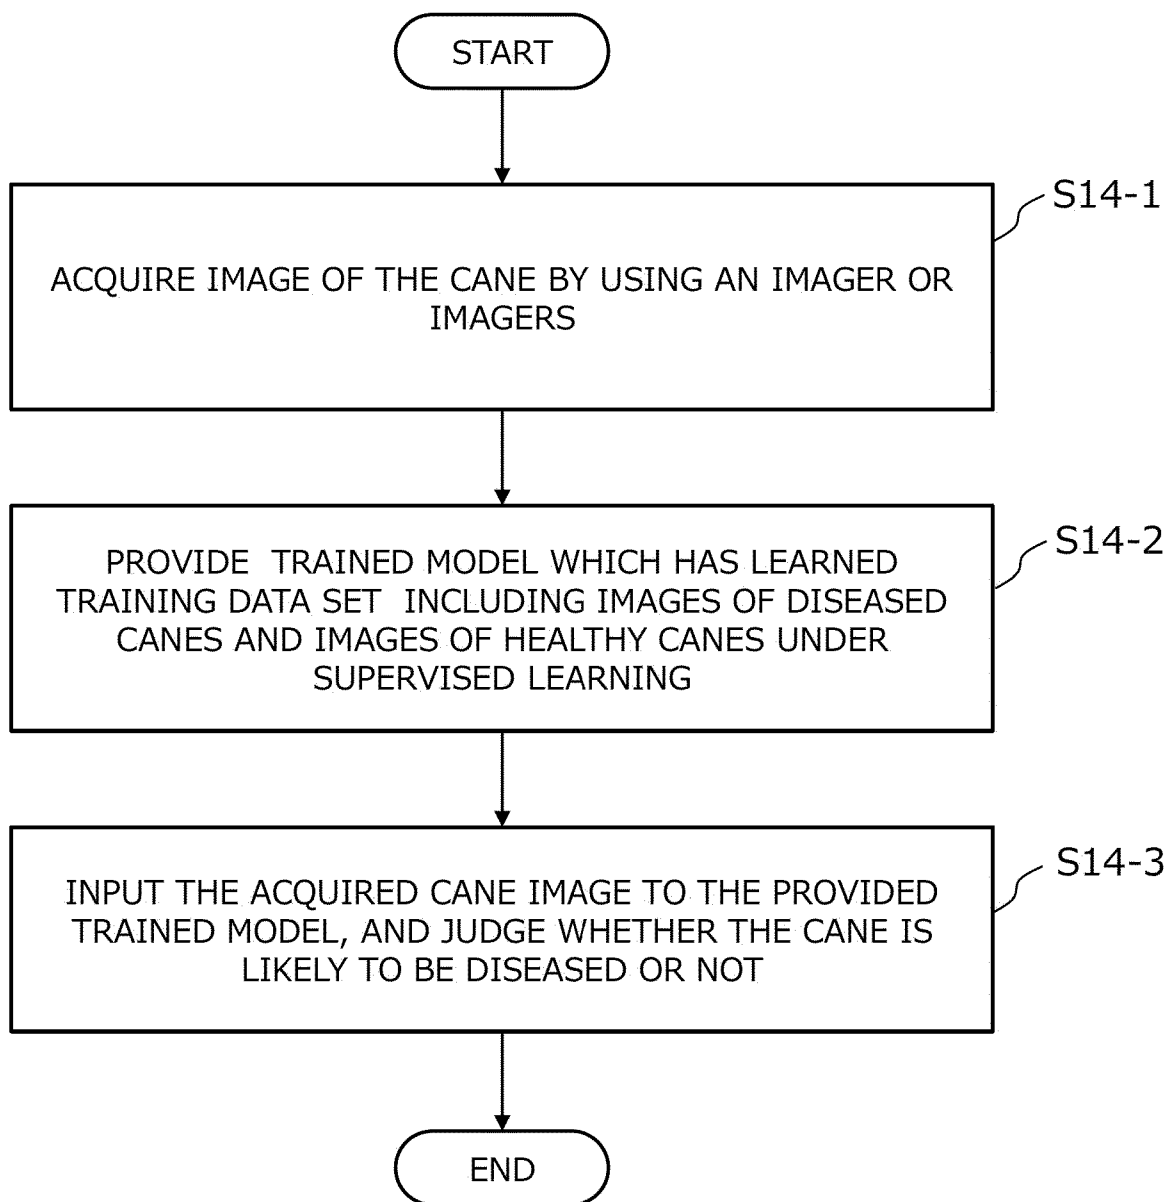 START
S14-1
ACQUIRE IMAGE OF THE CANE BY USING AN IMAGER OR
IMAGERS
S14-2
PROVIDE TRAINED MODEL WHICH HAS LEARNED
TRAINING DATA SET INCLUDING IMAGES OF DISEASED
CANES AND IMAGES OF HEALTHY CANES UNDER
SUPERVISED LEARNING
S14-3
INPUT THE ACQUIRED CANE IMAGE TO THE PROVIDED
TRAINED MODEL, AND JUDGE WHETHER THE CANE IS
LIKELY TO BE DISEASED OR NOT
END